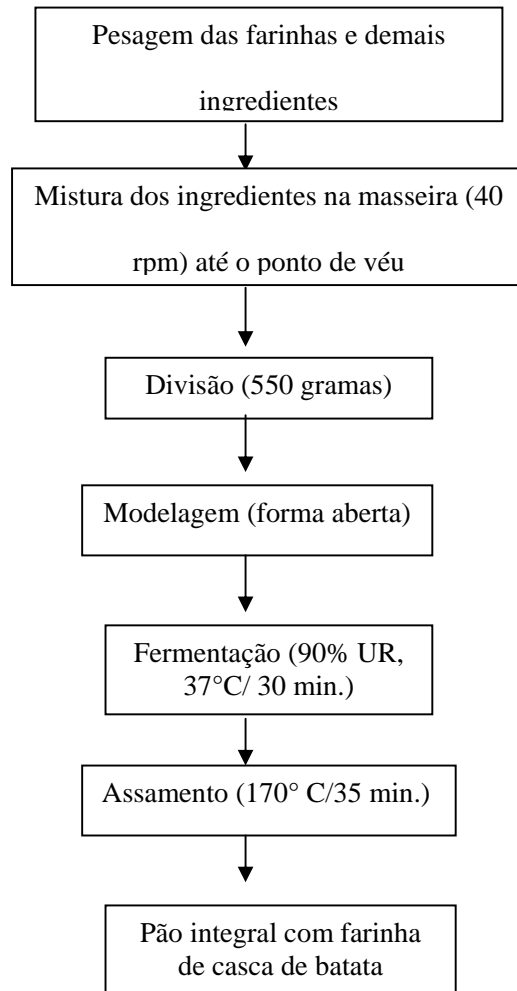 Pesagem das farinhas e demais
ingredientes
Mistura dos ingredientes na masseira (40
rpm) até o ponto de véu
Divisão (550 gramas)
Modelagem (forma aberta)
Fermentação (90% UR,
37°C/ 30 min.)
Assamento (170° C/35 min.)
Pão integral com farinha
de casca de batata